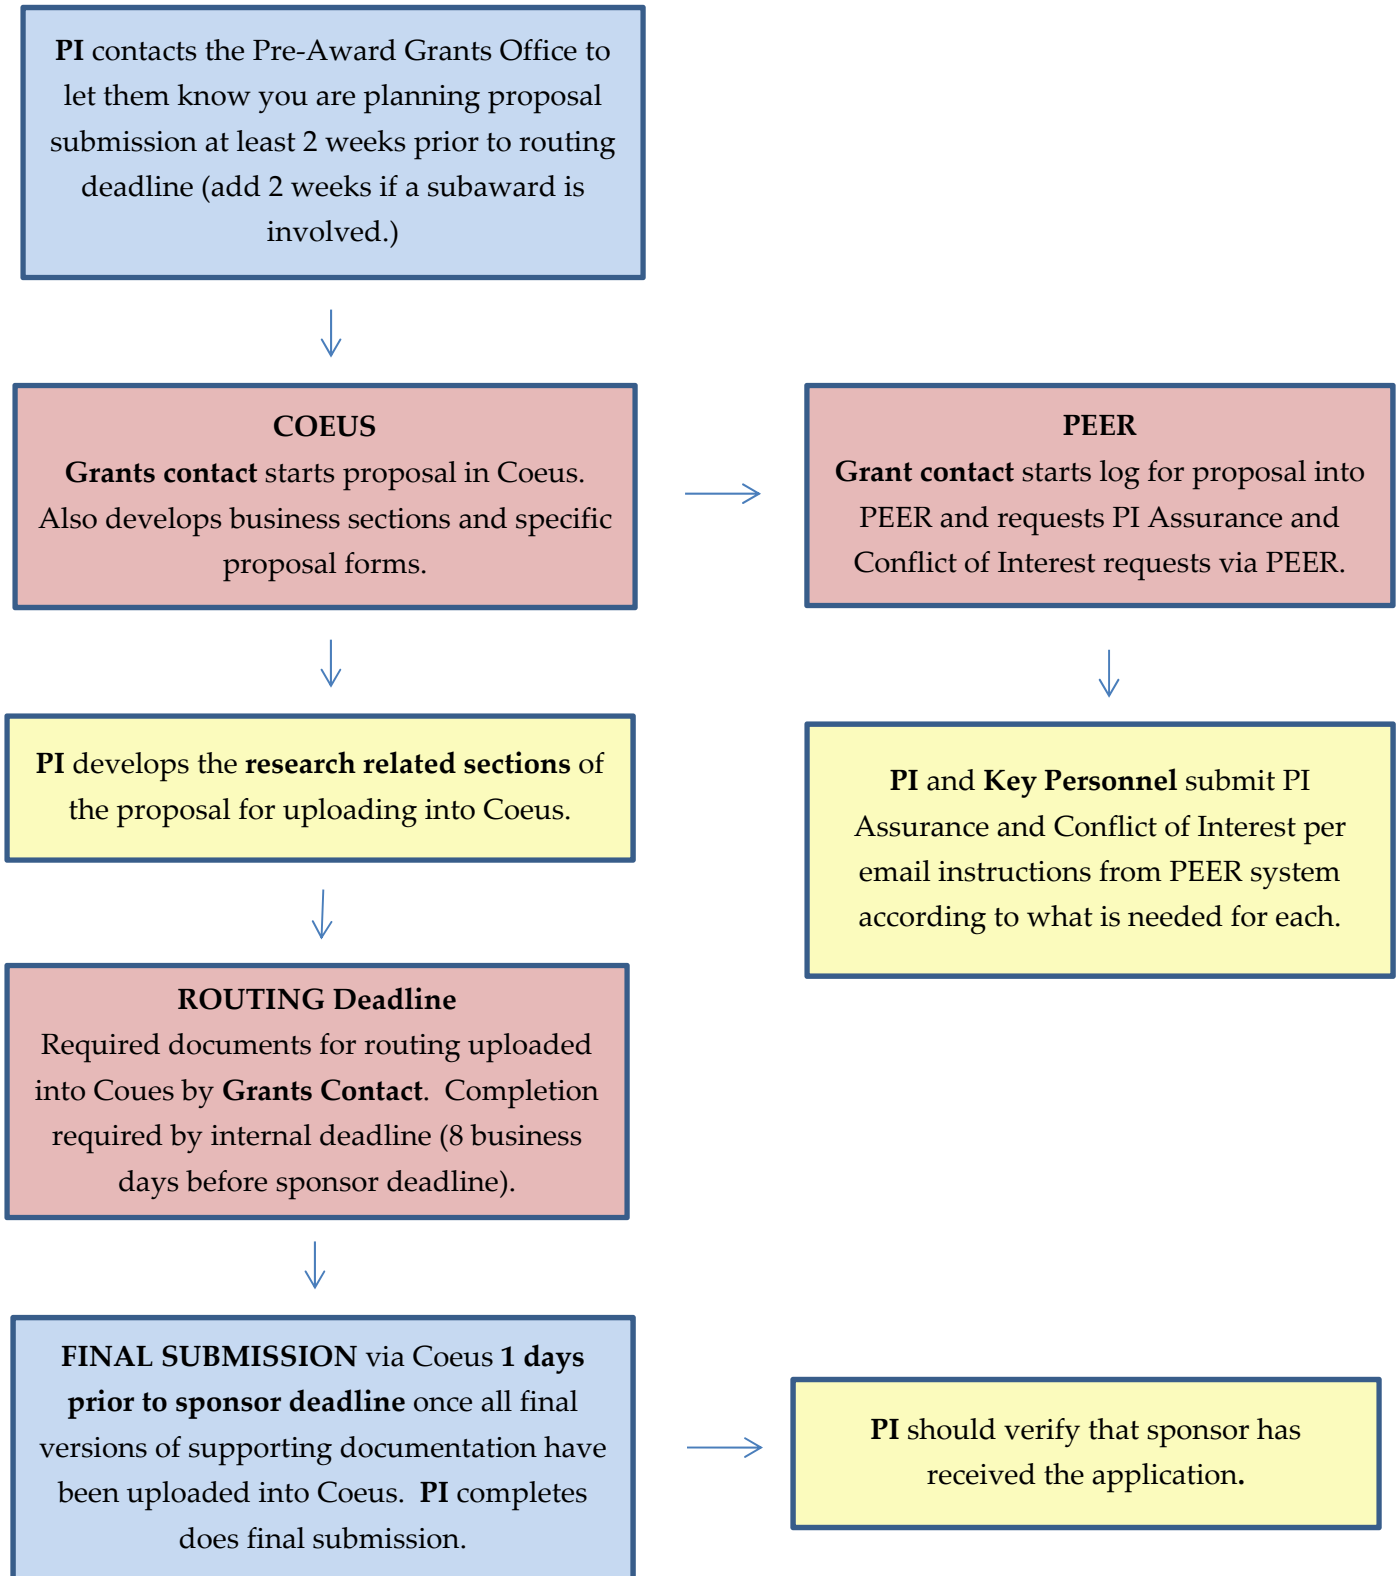 PI contacts the Pre-Award Grants Office to
let them know you are planning proposal
submission at least 2 weeks prior to routing
deadline (add 2 weeks if a subaward is
involved.)
COEUS
Grants contact starts proposal in Coeus.
Also develops business sections and specific
proposal forms.
PEER
Grant contact starts log for proposal into
PEER and requests PI Assurance and
Conflict of Interest requests via PEER.
PI develops the research related sections of
the proposal for uploading into Coeus.
PI and Key Personnel submit PI
Assurance and Conflict of Interest per
email instructions from PEER system
according to what is needed for each.
ROUTING Deadline
Required documents for routing uploaded
into Coues by Grants Contact.  Completion
required by internal deadline (8 business
days before sponsor deadline).
FINAL SUBMISSION via Coeus 1 days
prior to sponsor deadline once all final
versions of supporting documentation have
been uploaded into Coeus.  PI completes
does final submission.
PI should verify that sponsor has
received the application.